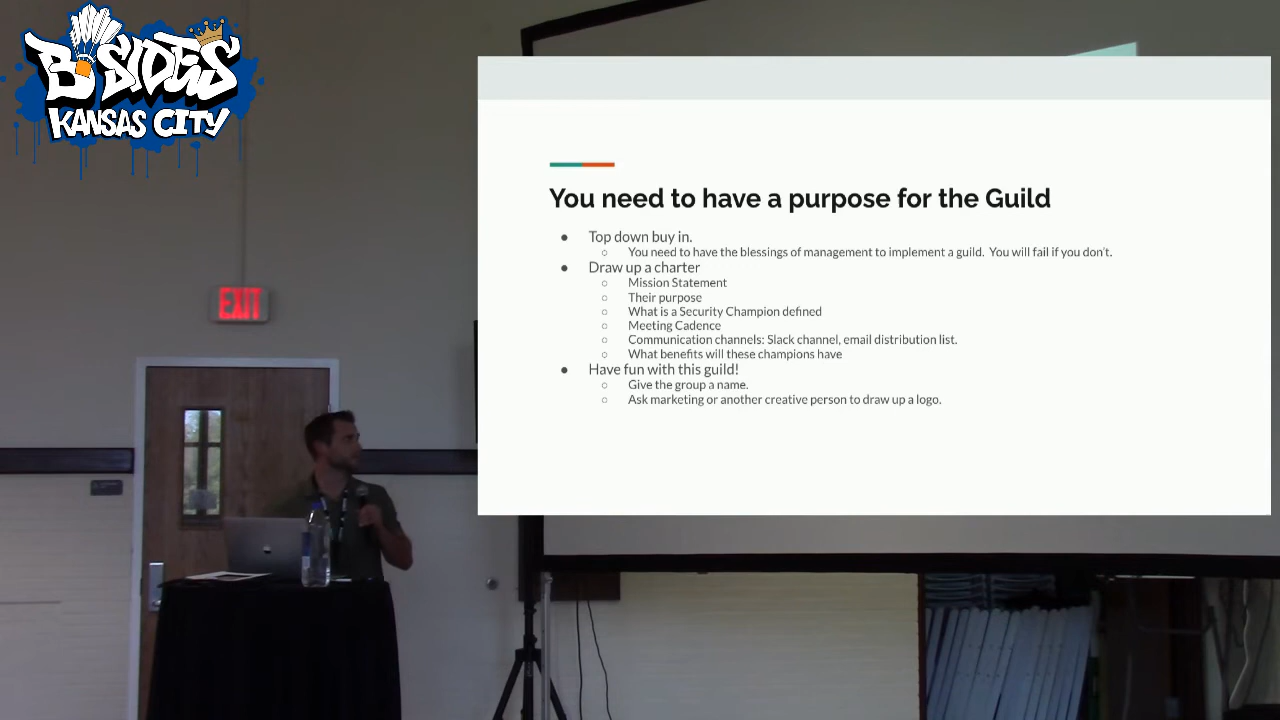 B·SIDES
KANSAS CITY
EXIT
You need to have a purpose for the Guild
● Top down buy in.
○ You need to have the blessings of management to implement a guild.  You will fail if you don't.
● Draw up a charter
○ Mission Statement
○ Their purpose
○ What is a Security Champion defined
○ Meeting Cadence
○ Communication channels: Slack channel, email distribution list.
○ What benefits will these champions have
● Have fun with this guild!
○ Give the group a name.
○ Ask marketing or another creative person to draw up a logo.